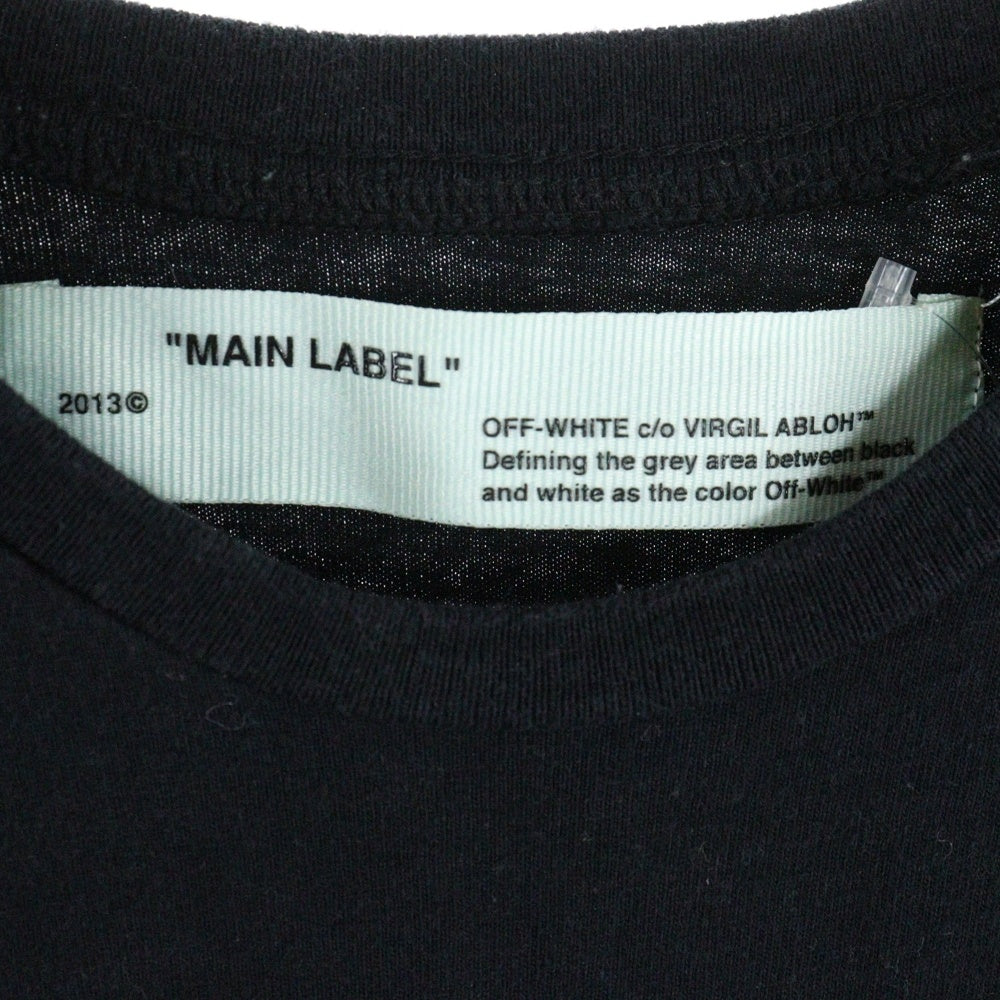 "MAIN LABEL"
2013©
OFF-WHITE c/o VIRGIL ABLOH™
Defining the grey area between black
and white as the color Off-White™